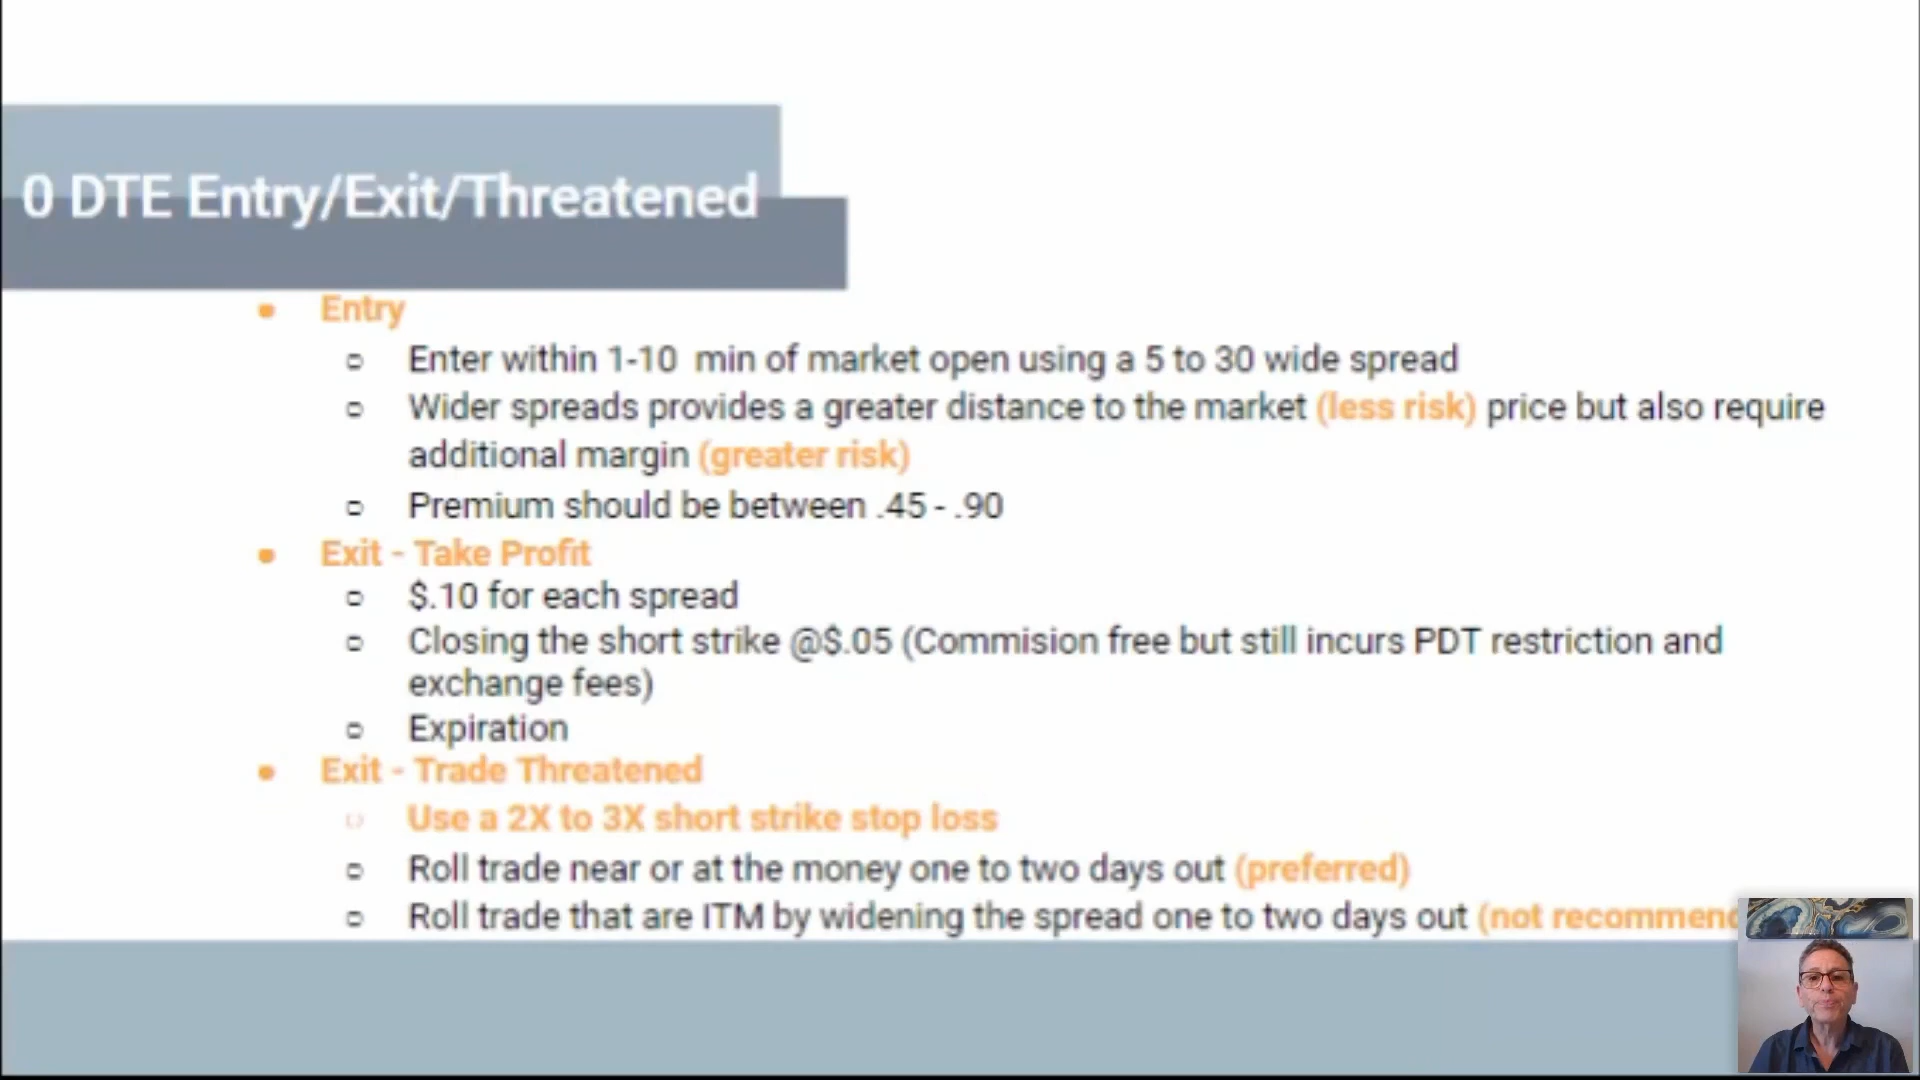 0 DTE Entry/Exit/Threatened
Entry
Enter within 1-10 min of market open using a 5 to 30 wide spread
Wider spreads provides a greater distance to the market (less risk) price but also require
additional margin (greater risk)
Premium should be between .45 - .90
Exit - Take Profit
$.10 for each spread
Closing the short strike @$.05 (Commision free but still incurs PDT restriction and
exchange fees)
Expiration
Exit - Trade Threatened
Use a 2X to 3X short strike stop loss
Roll trade near or at the money one to two days out (preferred)
Roll trade that are ITM by widening the spread one to two days out (not recommend